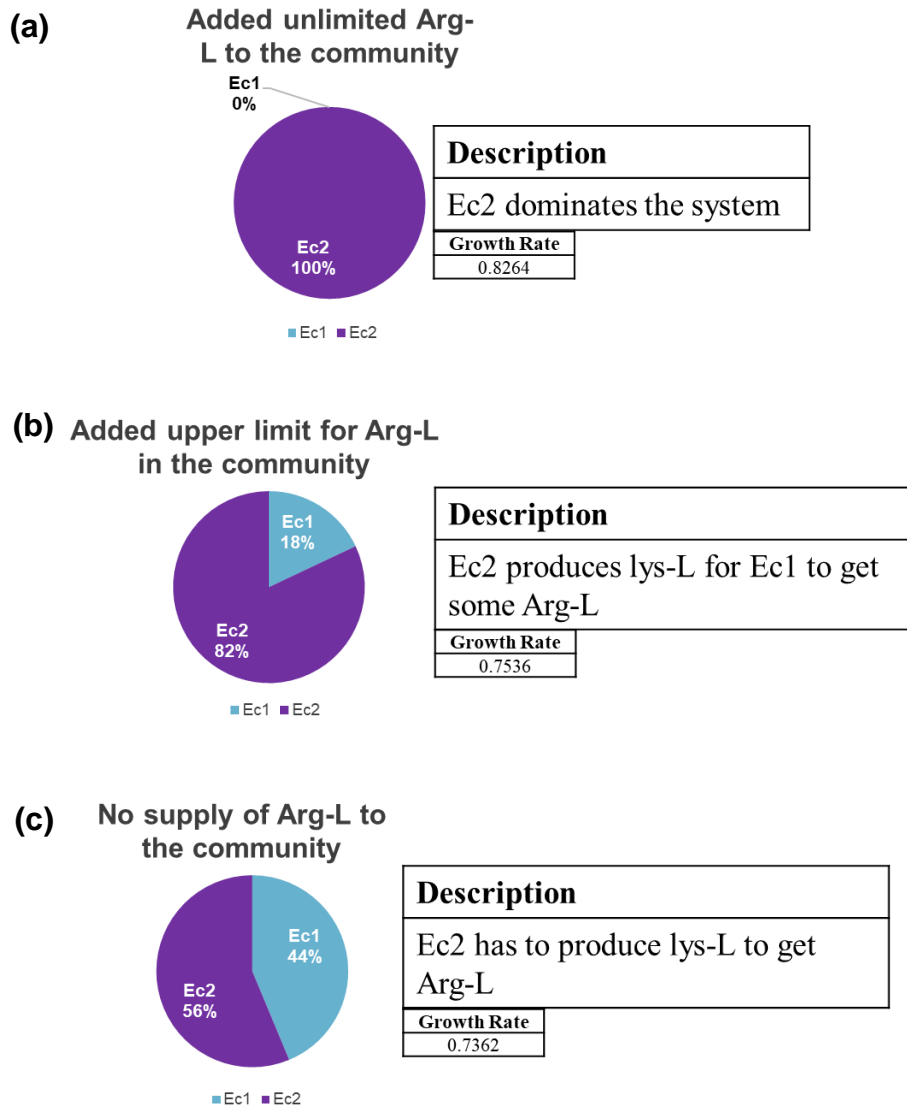 (a)
Added unlimited Arg-
L to the community
Ec1
0%
Ec2
100%
Ec1 Ec2
Description
Ec2 dominates the system
Growth Rate
0.8264
(b)
Added upper limit for Arg-L
in the community
Ec1
18%
Ec2
82%
Ec1 Ec2
Description
Ec2 produces lys-L for Ec1 to get
some Arg-L
Growth Rate
0.7536
(c)
No supply of Arg-L to
the community
Ec1
44%
Ec2
56%
Ec1 Ec2
Description
Ec2 has to produce lys-L to get
Arg-L
Growth Rate
0.7362